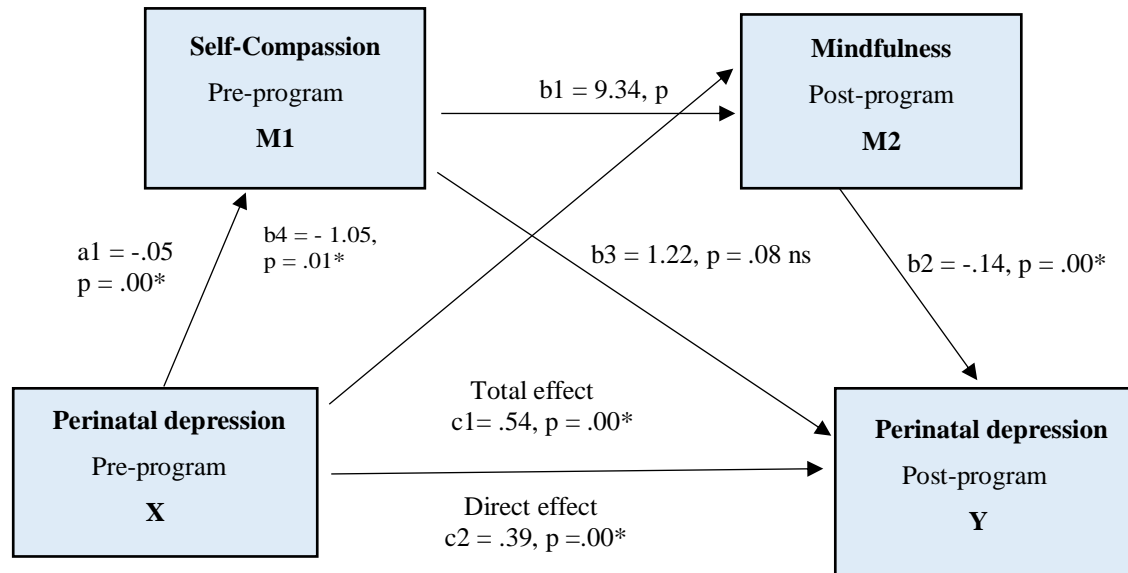 Self-Compassion
Pre-program
M1
Mindfulness
Post-program
M2
b1 = 9.34, p
a1 = -.05
p = .00*
b4 = - 1.05,
p = .01*
b3 = 1.22, p = .08 ns
b2 = -.14, p = .00*
Perinatal depression
Pre-program
X
Total effect
c1= .54, p = .00*
Direct effect
c2 = .39, p =.00*
Perinatal depression
Post-program
Y